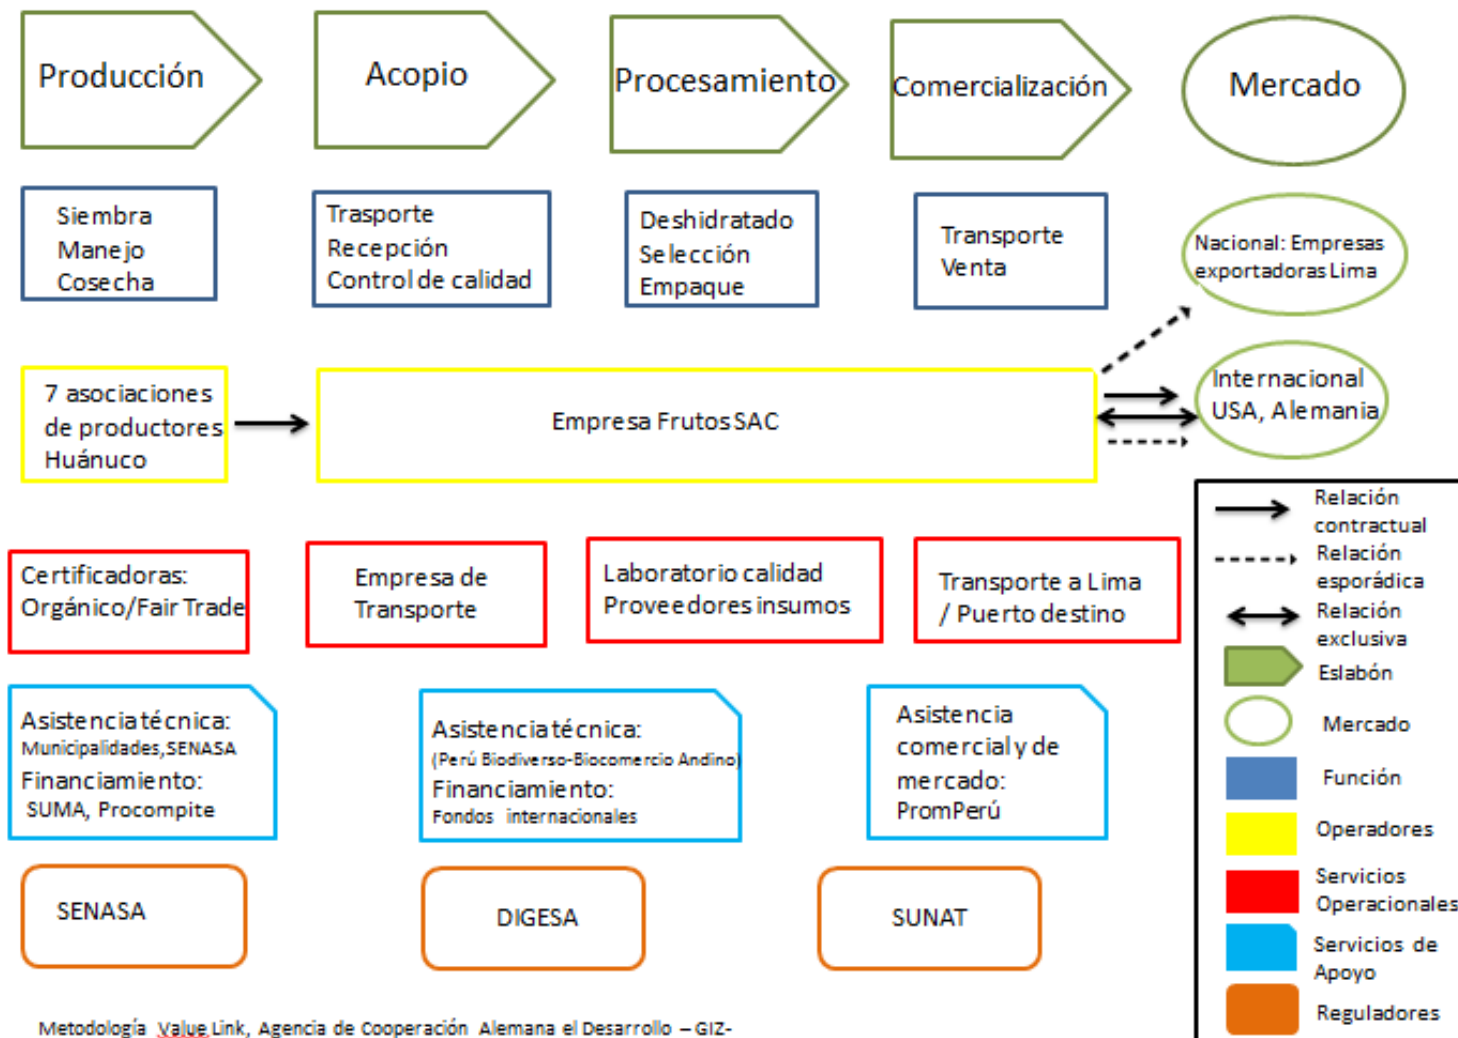 Producción
Acopio
Procesamiento
Comercialización
Mercado
Siembra
Manejo
Cosecha
Trasporte
Recepción
Control de calidad
Deshidratado
Selección
Empaque
Transporte
Venta
Nacional: Empresas
exportadoras Lima
7 asociaciones
de productores
Huánuco
Empresa Frutos SAC
Internacional
USA, Alemania
Certificadoras:
Orgánico/Fair Trade
Empresa de
Transporte
Laboratorio calidad
Proveedores insumos
Transporte a Lima
/ Puerto destino
Asistencia técnica:
Municipalidades,SENASA
Financiamiento:
SUMA, Procompite
Asistencia técnica:
(Perú Biodiverso-Biocomercio Andino)
Financiamiento:
Fondos internacionales
Asistencia
comercial y de
mercado:
PromPerú
SENASA
DIGESA
SUNAT
Relación
contractual
Relación
esporádica
Relación
exclusiva
Eslabón
Mercado
Función
Operadores
Servicios
Operacionales
Servicios de
Apoyo
Reguladores
Metodología Value Link, Agencia de Cooperación Alemana el Desarrollo – GIZ-